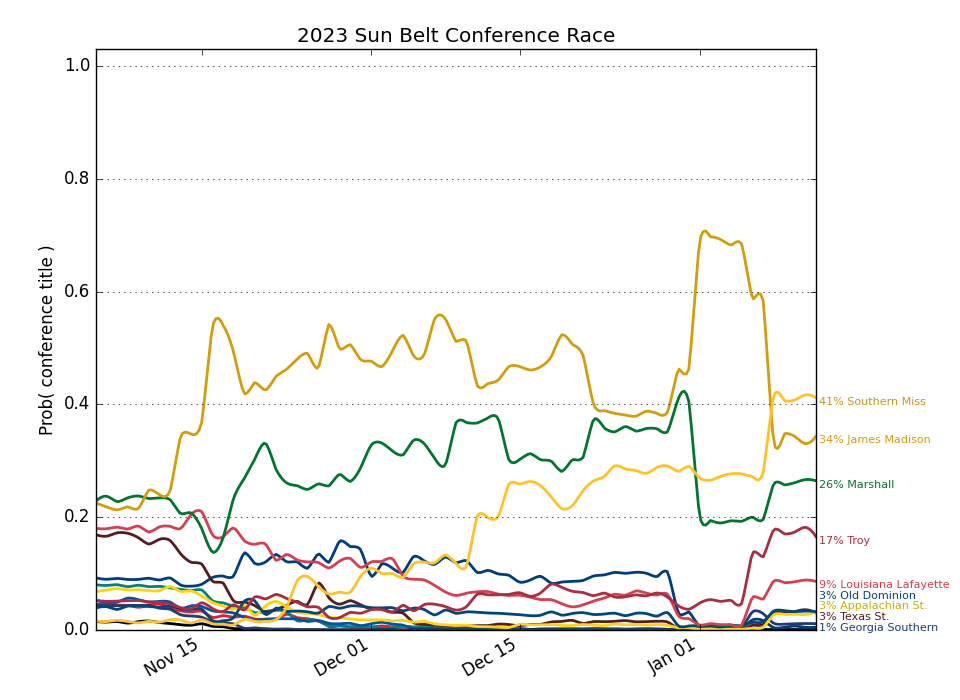 2023 Sun Belt Conference Race
Prob( conference title )
1.0
0.8
0.6
0.4
0.2
0.0
Nov 15
Dec 01
Dec 15
Jan 01
41% Southern Miss
34% James Madison
26% Marshall
17% Troy
9% Louisiana Lafayette
3% Old Dominion
3% Appalachian St.
3% Texas St.
1% Georgia Southern